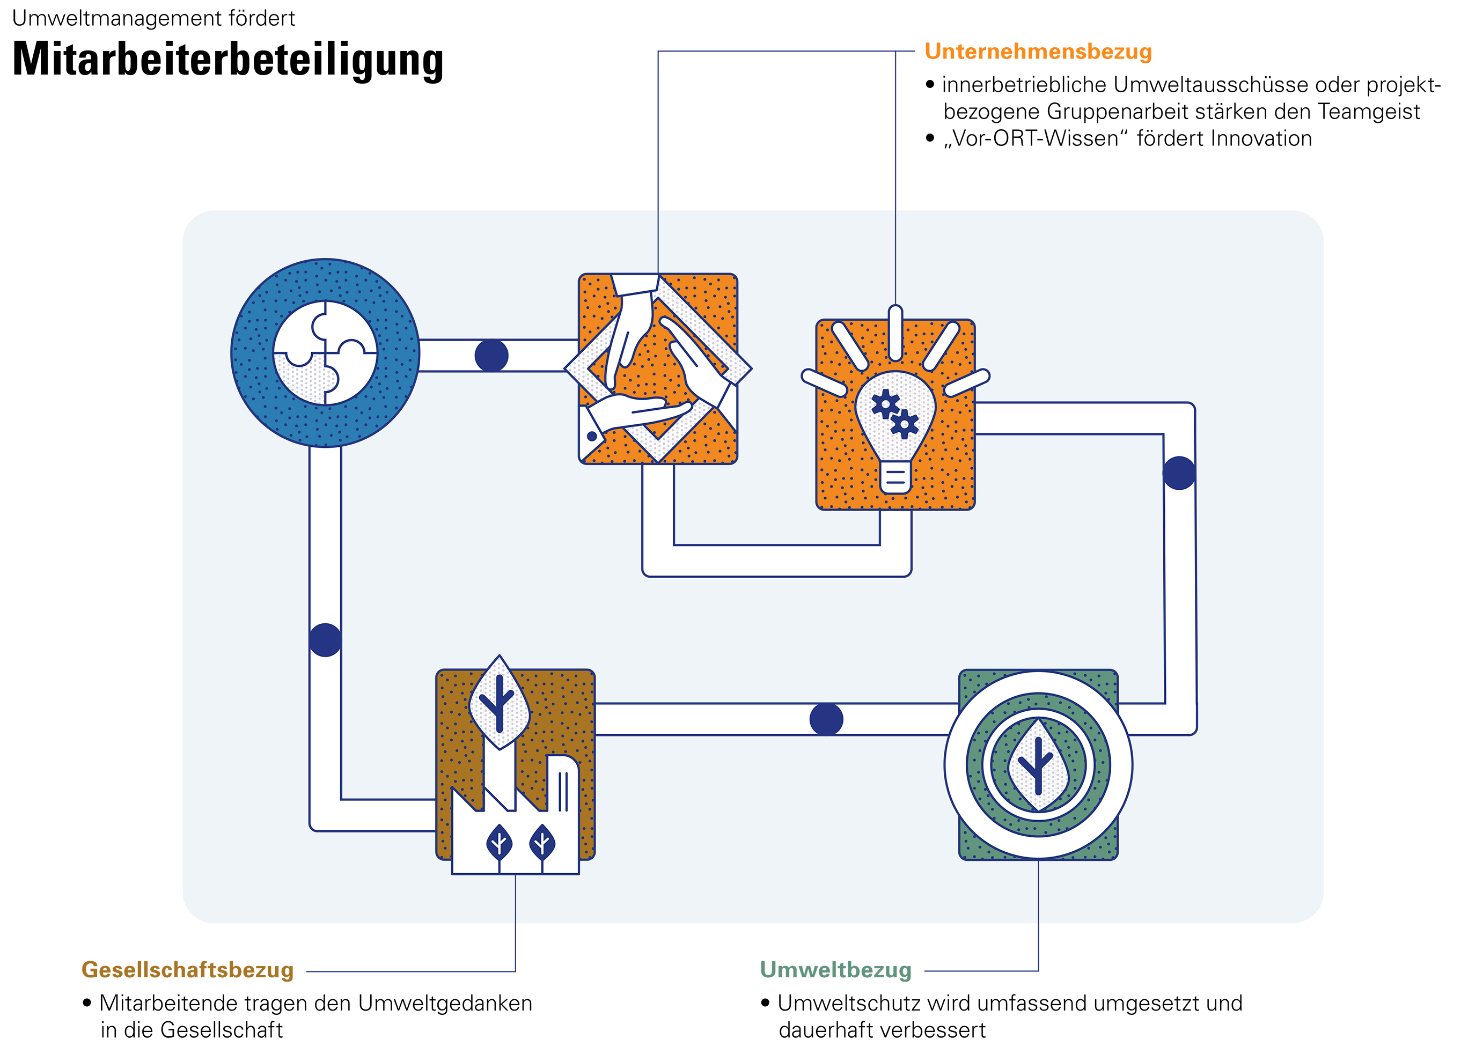 Umweltmanagement fördert
Mitarbeiterbeteiligung
Unternehmensbezug
• innerbetriebliche Umweltausschüsse oder projekt-
bezogene Gruppenarbeit stärken den Teamgeist
• „Vor-ORT-Wissen“ fördert Innovation
Gesellschaftsbezug
• Mitarbeitende tragen den Umweltgedanken
in die Gesellschaft
Umweltbezug
• Umweltschutz wird umfassend umgesetzt und
dauerhaft verbessert